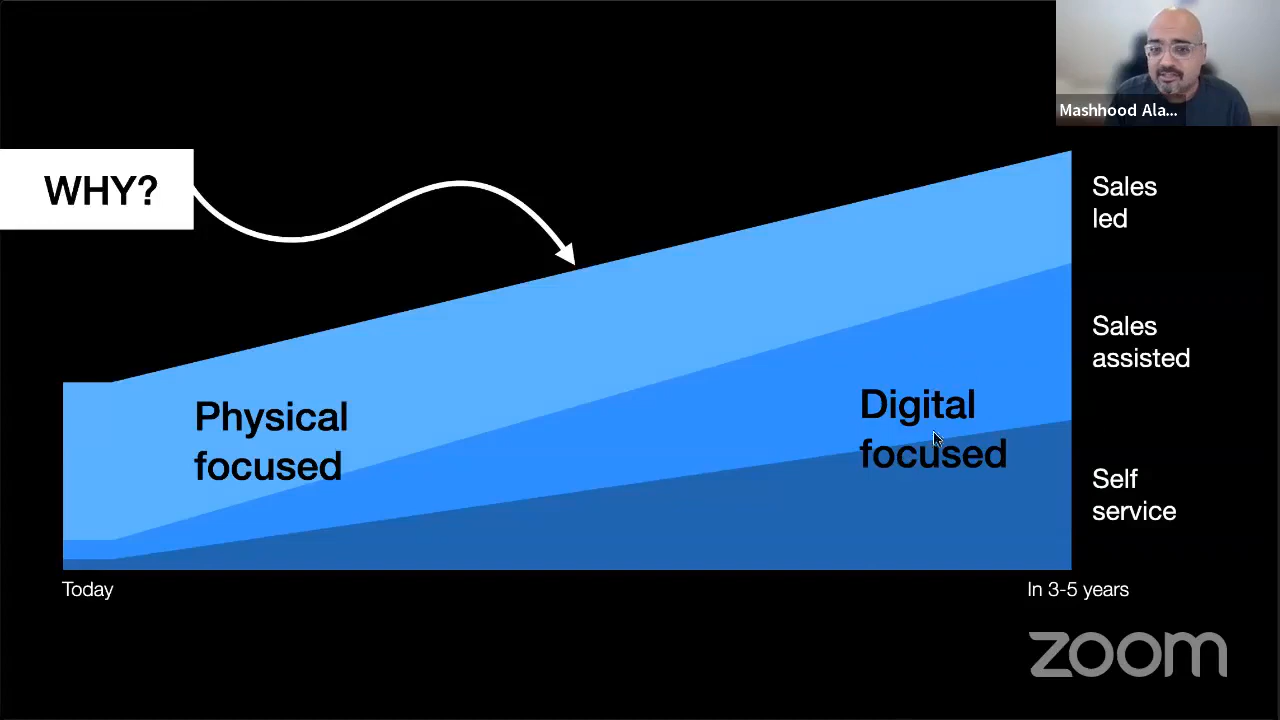 Mashhood Ala...
WHY?
Sales
led
Sales
assisted
Physical
focused
Digital
focused
Self
service
Today
In 3-5 years
zoom